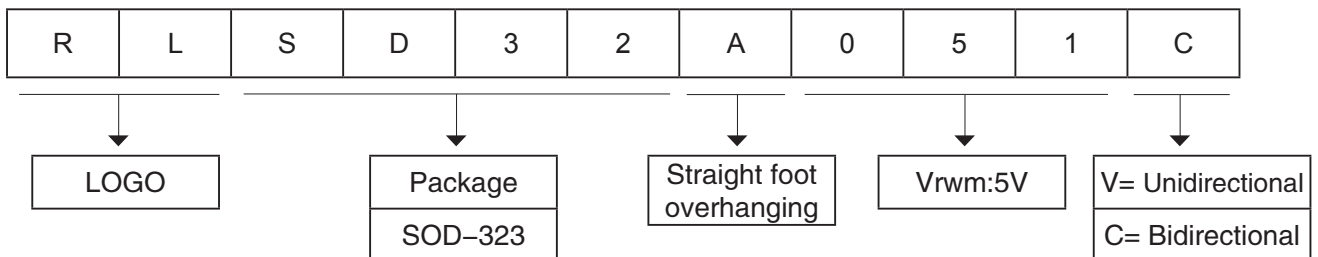 R L S D 3 2 A 0 5 1 C
LOGO
Package
SOD−323
Straight foot
overhanging
Vrwm:5V
V= Unidirectional
C= Bidirectional